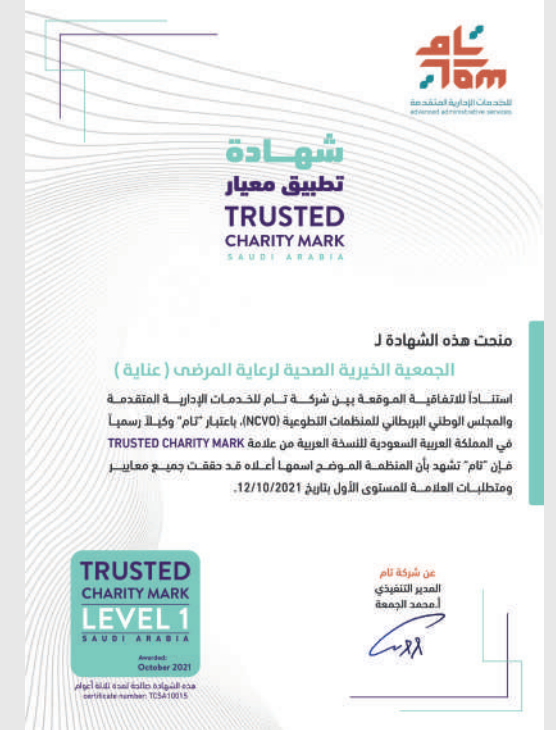 تام
Tam
للخدمات الإدارية المتقدمة
advanced administrative services
شهادة
تطبيق معيار
TRUSTED
CHARITY MARK
SAUDI ARABIA
منحت هذه الشهادة لـ
الجمعية الخيرية الصحية لرعاية المرضى ( عناية )
استناداً للاتفاقية الموقعة بين شركة تام للخدمات الإدارية المتقدمة
والمجلس الوطني البريطاني للمنظمات التطوعية (NCVO)، باعتبار "تام" وكيلاً رسمياً
في المملكة العربية السعودية للنسخة العربية من علامة TRUSTED CHARITY MARK
فإن "تام" تشهد بأن المنظمة الموضح اسمها أعلاه قد حققت جميع معايير
ومتطلبات العلامة للمستوى الأول بتاريخ 12/10/2021.
TRUSTED
CHARITY MARK
LEVEL 1
SAUDI ARABIA
Awarded:
October 2021
هذه الشهادة صالحة لمدة ثلاثة أعوام
certificate number: TCSA10015
عن شركة تام
المدير التنفيذي
أ.محمد الجمعة